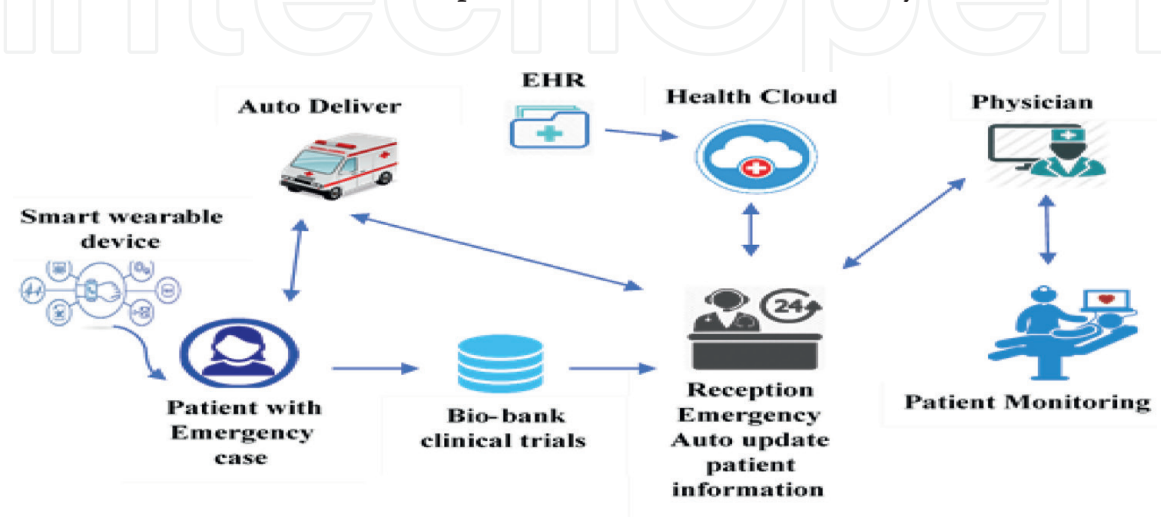 EHR
Auto Deliver
Health Cloud
Physician
Smart wearable
device
24
Patient with
Emergency
case
Bio-bank
clinical trials
Reception
Emergency
Auto update
patient
information
Patient Monitoring